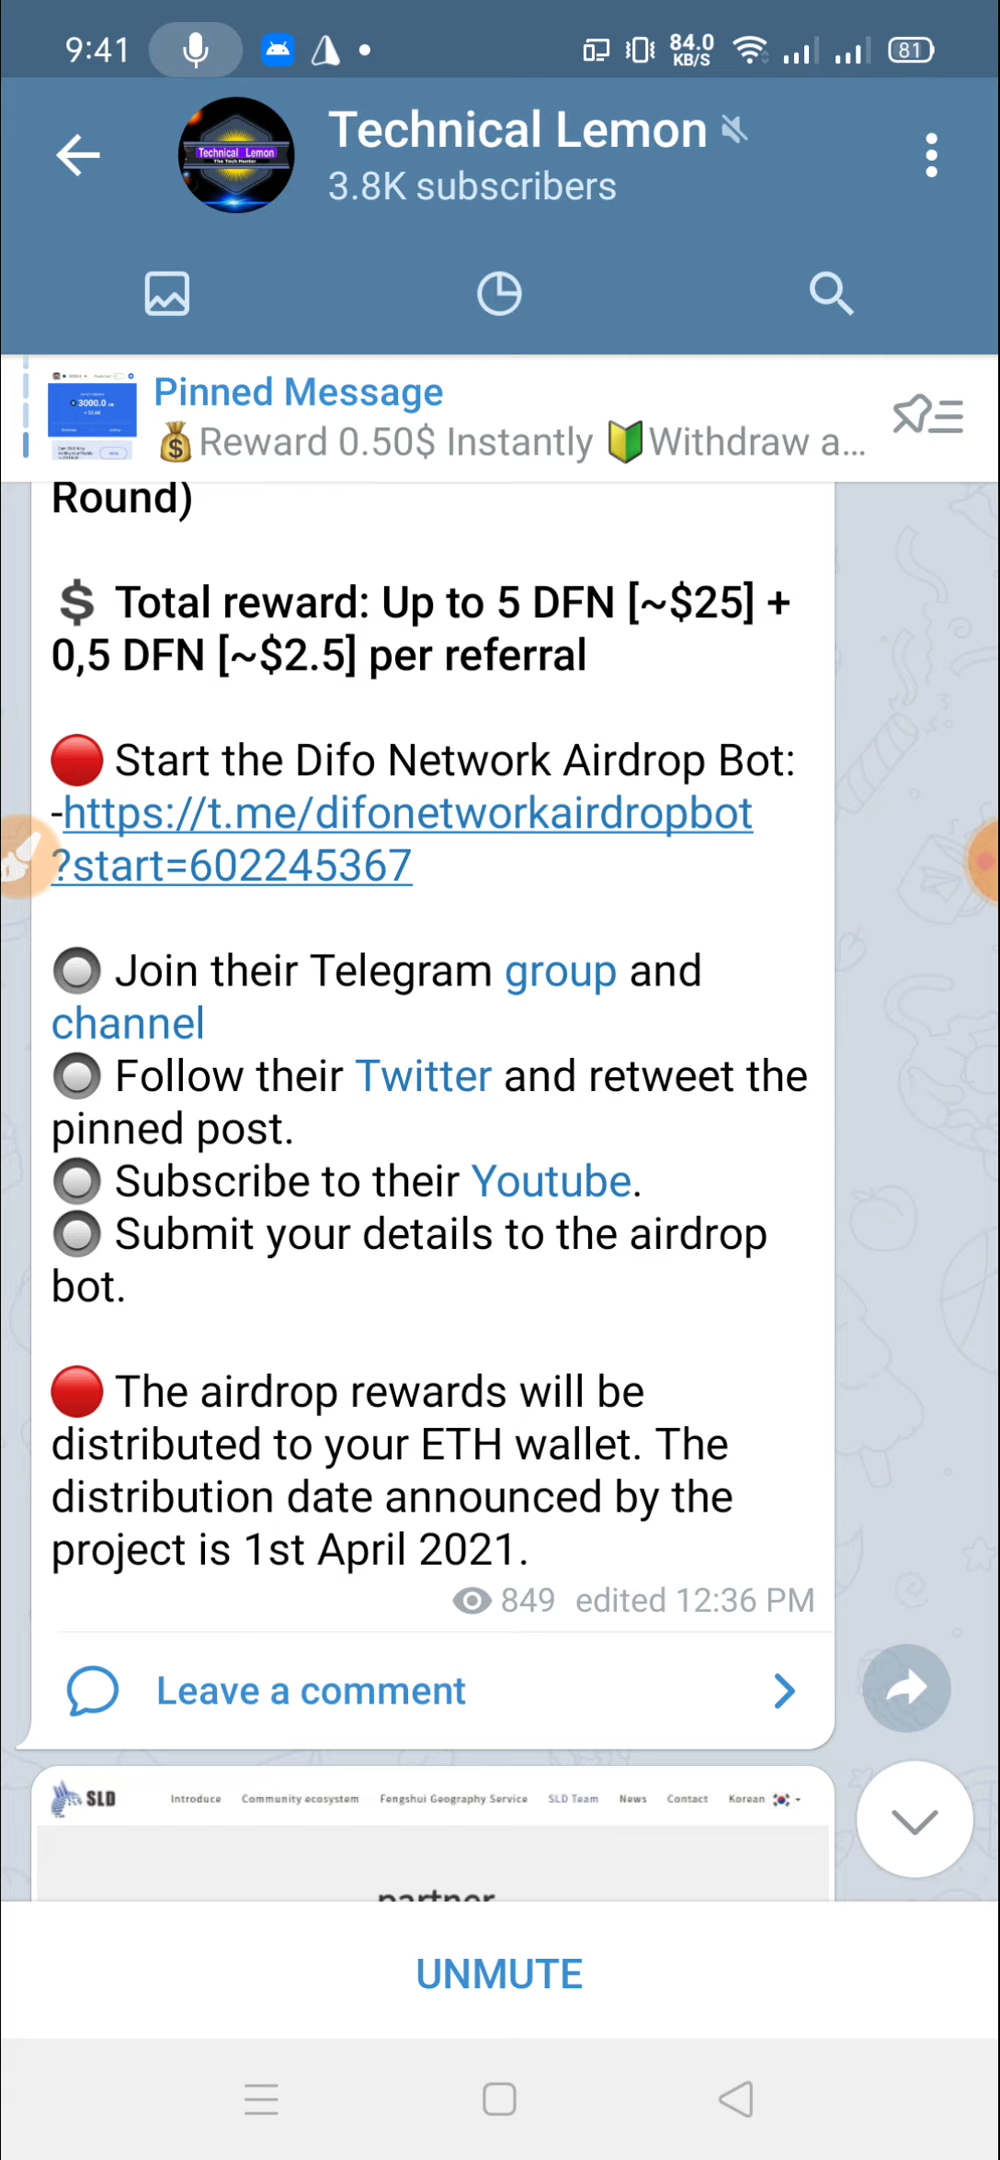 9:41
84.0
KB/S
81
Technical Lemon
Technical Lemon
3.8K subscribers
Pinned Message
3000.0
💰Reward 0.50$ Instantly 🔰Withdraw a...
Round)
💲 Total reward: Up to 5 DFN [~$25] +
0,5 DFN [~$2.5] per referral
🔴 Start the Difo Network Airdrop Bot:
-https://t.me/difonetworkairdropbot
?start=602245367
🔘 Join their Telegram group and
channel
🔘 Follow their Twitter and retweet the
pinned post.
🔘 Subscribe to their Youtube.
🔘 Submit your details to the airdrop
bot.
🔴 The airdrop rewards will be
distributed to your ETH wallet. The
distribution date announced by the
project is 1st April 2021.
849 edited 12:36 PM
Leave a comment
SLD Introduce Community ecosystem Fengshui Geography Service SLD Team News Contact Korean
partner
UNMUTE